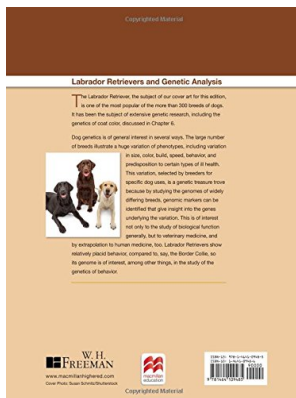 Copyrighted Material
Labrador Retrievers and Genetic Analysis
The Labrador Retriever, the subject of our cover art for this edition,
is one of the most popular of the more than 300 breeds of dogs.
It has been the subject of extensive genetic research, including the
genetics of coat color, discussed in Chapter 6.
Dog genetics is of general interest in several ways. The large number
of breeds illustrate a huge variation of phenotypes, including variation
in size, color, build, speed, behavior, and
predisposition to certain types of ill health.
This variation, selected by breeders for
specific dog uses, is a genetic treasure trove
because by studying the genomes of widely
differing breeds, genomic markers can be
identified that give insight into the genes
underlying the variation. This is of interest
not only to the study of biological function
generally, but to veterinary medicine, and
by extrapolation to human medicine, too. Labrador Retrievers show
relatively placid behavior, compared to, say, the Border Collie, so
its genome is of interest, among other things, in the study of the
genetics of behavior.
W. H.
FREEMAN
www.macmillanhighered.com
Cover Photo: Susan Schmitz/Shutterstock
macmillan
education
90000
Copyrighted Material